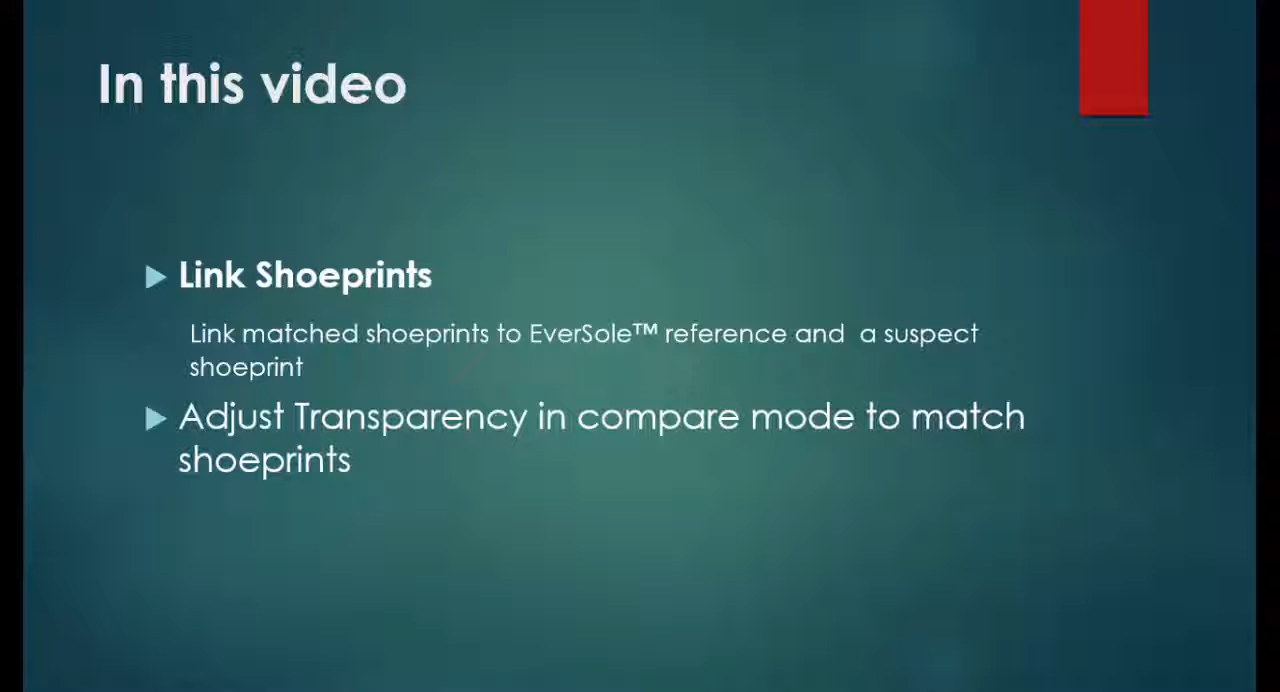 In this video
Link Shoeprints
Link matched shoeprints to EverSole™ reference and  a suspect
shoeprint
Adjust Transparency in compare mode to match
shoeprints